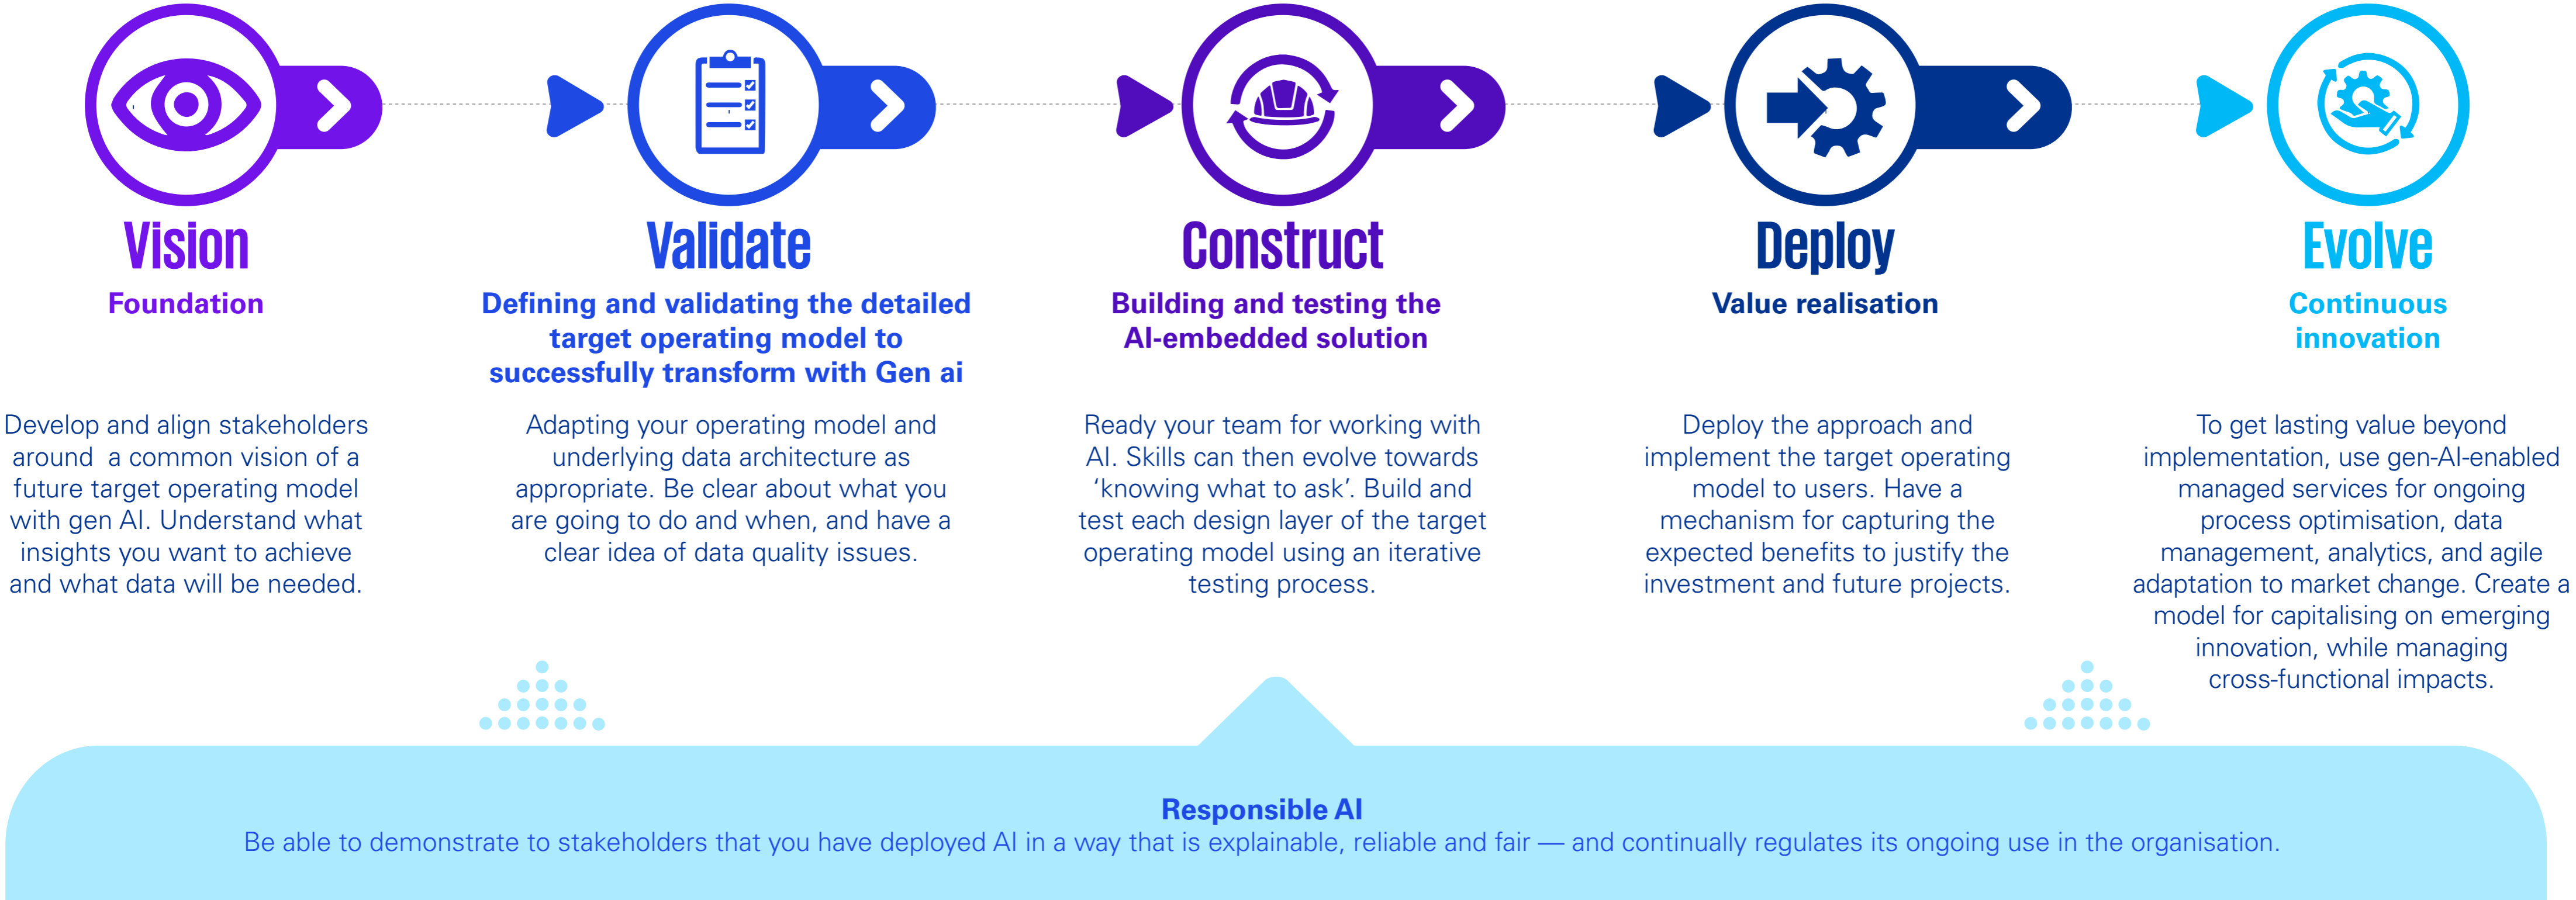 Vision
Foundation
Develop and align stakeholders
around a common vision of a
future target operating model
with gen AI. Understand what
insights you want to achieve
and what data will be needed.
Validate
Defining and validating the detailed
target operating model to
successfully transform with Gen ai
Adapting your operating model and
underlying data architecture as
appropriate. Be clear about what you
are going to do and when, and have a
clear idea of data quality issues.
Construct
Building and testing the
AI-embedded solution
Ready your team for working with
AI. Skills can then evolve towards
‘knowing what to ask’. Build and
test each design layer of the target
operating model using an iterative
testing process.
Deploy
Value realisation
Deploy the approach and
implement the target operating
model to users. Have a
mechanism for capturing the
expected benefits to justify the
investment and future projects.
Evolve
Continuous
innovation
To get lasting value beyond
implementation, use gen-AI-enabled
managed services for ongoing
process optimisation, data
management, analytics, and agile
adaptation to market change. Create a
model for capitalising on emerging
innovation, while managing
cross-functional impacts.
Responsible AI
Be able to demonstrate to stakeholders that you have deployed AI in a way that is explainable, reliable and fair — and continually regulates its ongoing use in the organisation.